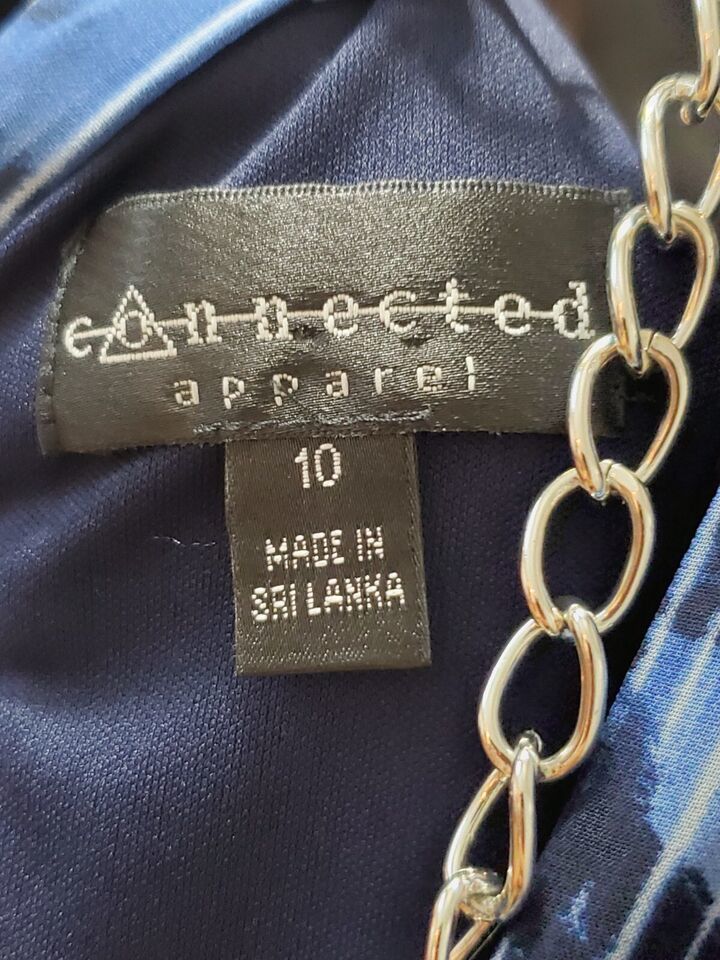 connected
apparel
10
MADE IN
SRI LANKA